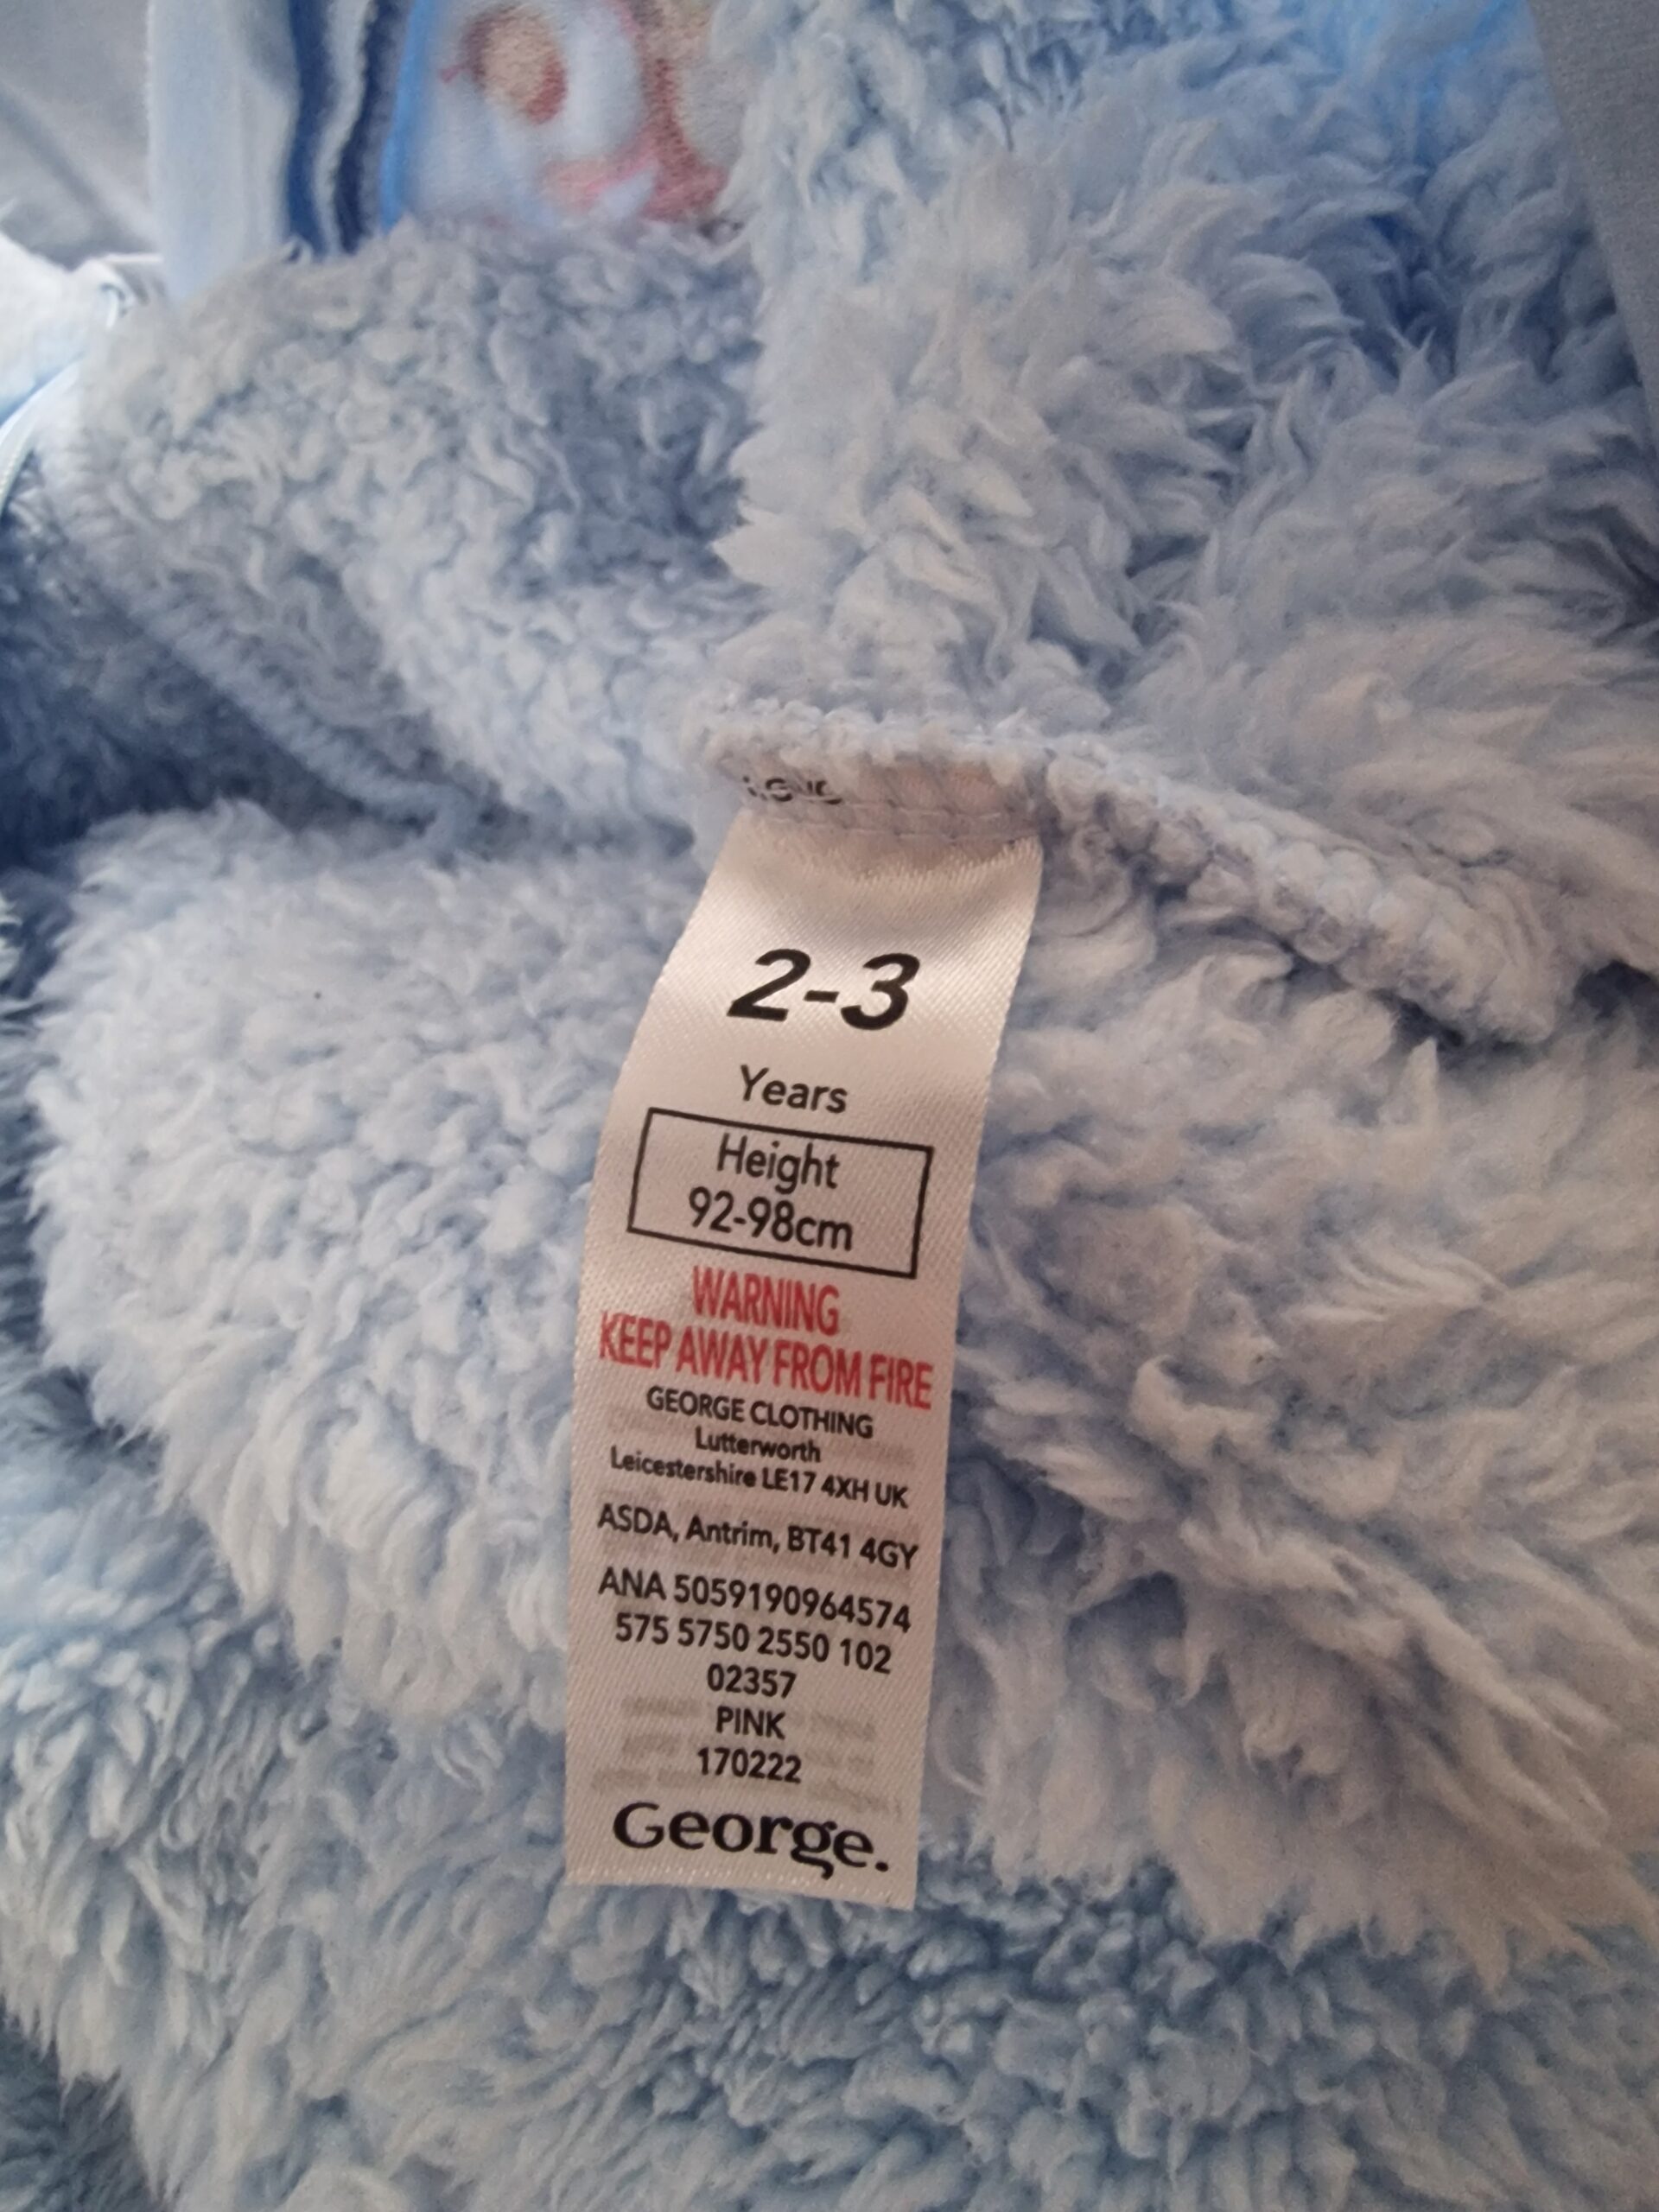 2-3
Years
Height
92-98cm
WARNING
KEEP AWAY FROM FIRE
GEORGE CLOTHING
Lutterworth
Leicestershire LE17 4XH UK
ASDA, Antrim, BT41 4GY
ANA 5059190964574
575 5750 2550 102
02357
PINK
170222
George.